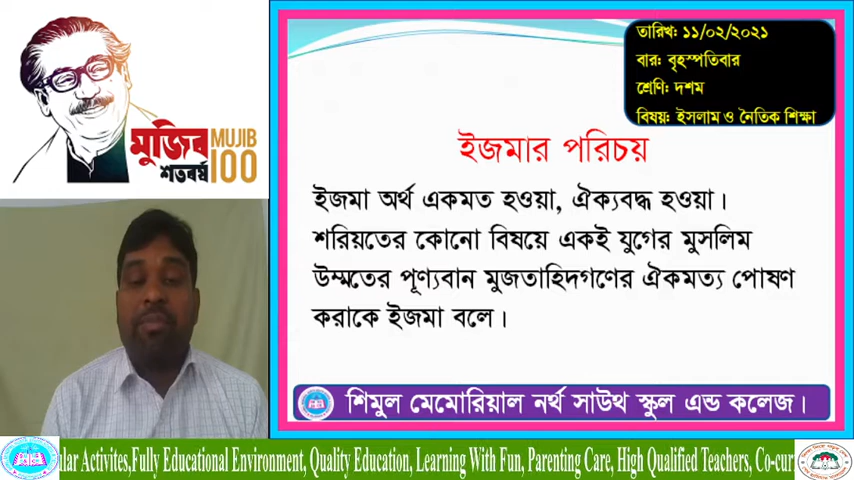 তারিখ: ১১/০২/২০২১
বার: বৃহস্পতিবার
শ্রেণি: দশম
বিষয়: ইসলাম ও নৈতিক শিক্ষা
মুজিব MUJIB
শতবর্ষ 100
ইজমার পরিচয়
ইজমা অর্থ একমত হওয়া, ঐক্যবদ্ধ হওয়া।
শরিয়তের কোনো বিষয়ে একই যুগের মুসলিম
উম্মতের পূণ্যবান মুজতাহিদগণের ঐকমত্য পোষণ
করাকে ইজমা বলে।
শিমুল মেমোরিয়াল নর্থ সাউথ স্কুল এন্ড কলেজ।
ular Activites,Fully Educational Environment, Quality Education, Learning With Fun, Parenting Care, High Qualified Teachers, Co-curri